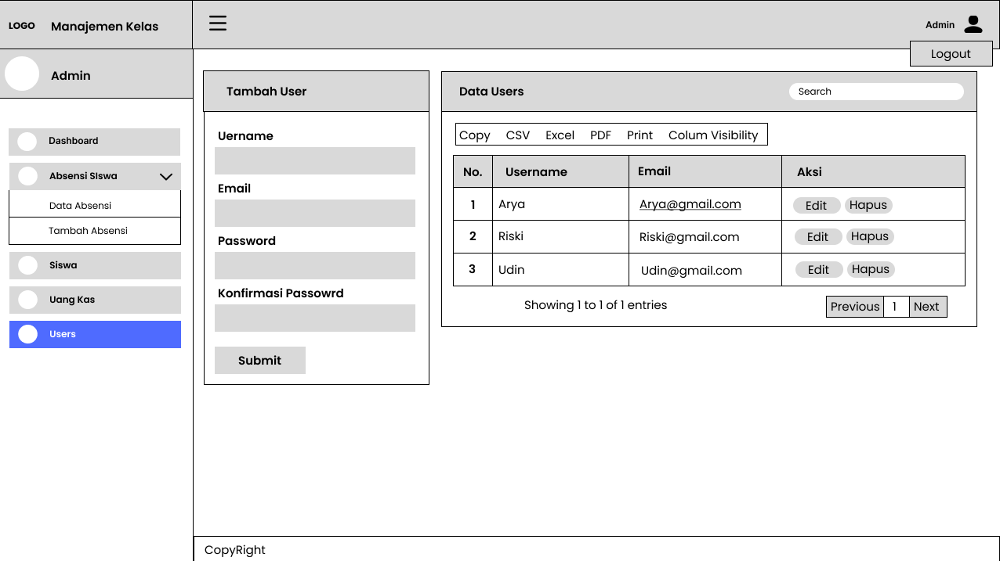 LOGO
Manajemen Kelas
Admin
Logout
Admin
Dashboard
Absensi SIswa
Data Absensi
Tambah Absensi
Siswa
Uang Kas
Users
Tambah User
Uername
Email
Password
Konfirmasi Passowrd
Submit
Data Users
Search
Copy CSV Excel PDF Print Colum Visibility
No. Username Email Aksi
1 Arya Arya@gmail.com Edit Hapus
2 Riski Riski@gmail.com Edit Hapus
3 Udin Udin@gmail.com Edit Hapus
Showing 1 to 1 of 1 entries
Previous 1 Next
CopyRight